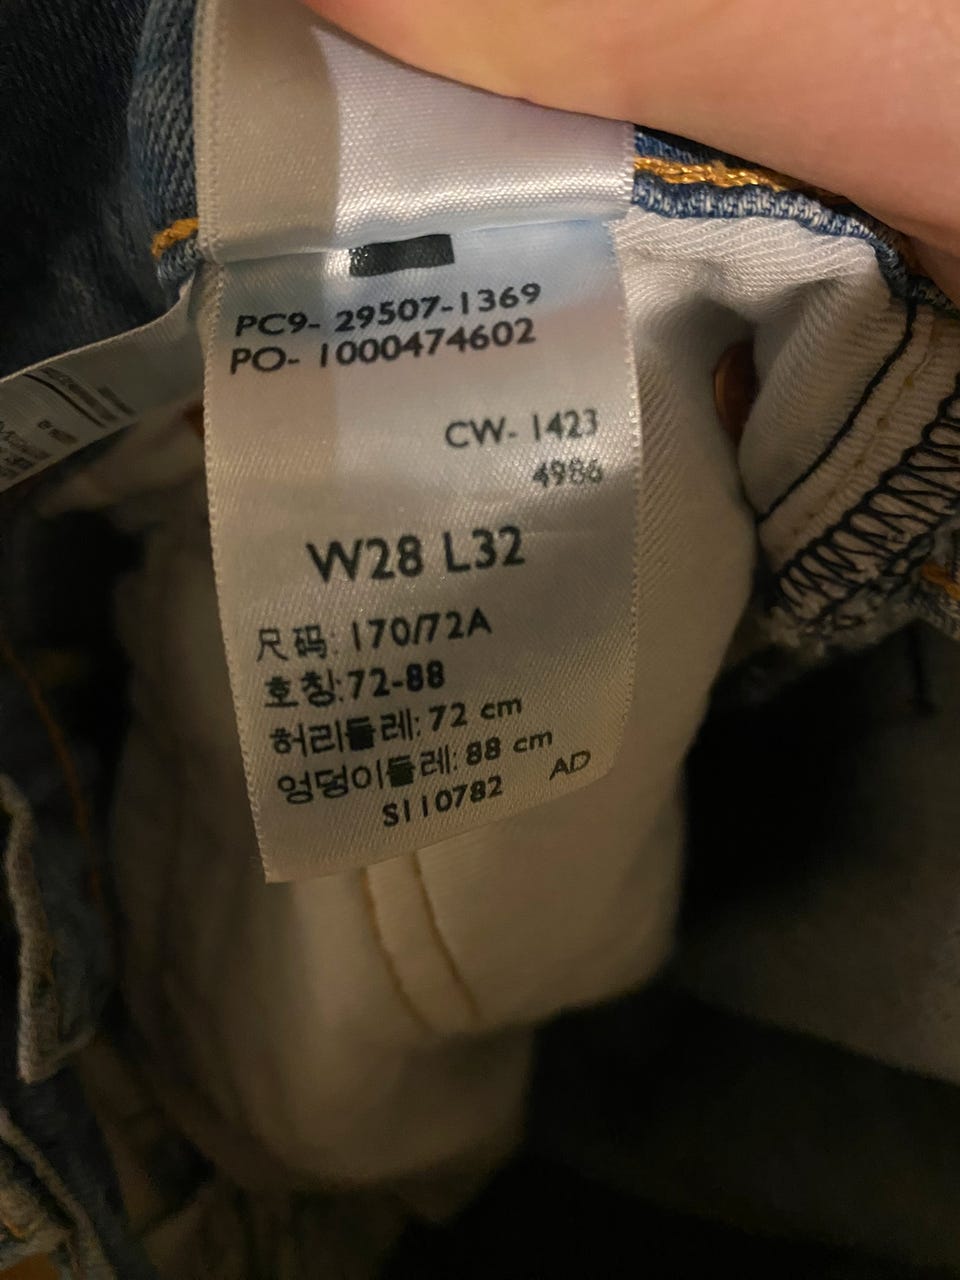 PC9- 29507-1369
PO- 1000474602
CW- 1423
4986
W28 L32
尺码: 170/72A
호칭:72-88
허리둘레: 72 cm
엉덩이둘레: 88 cm
S110782 AD